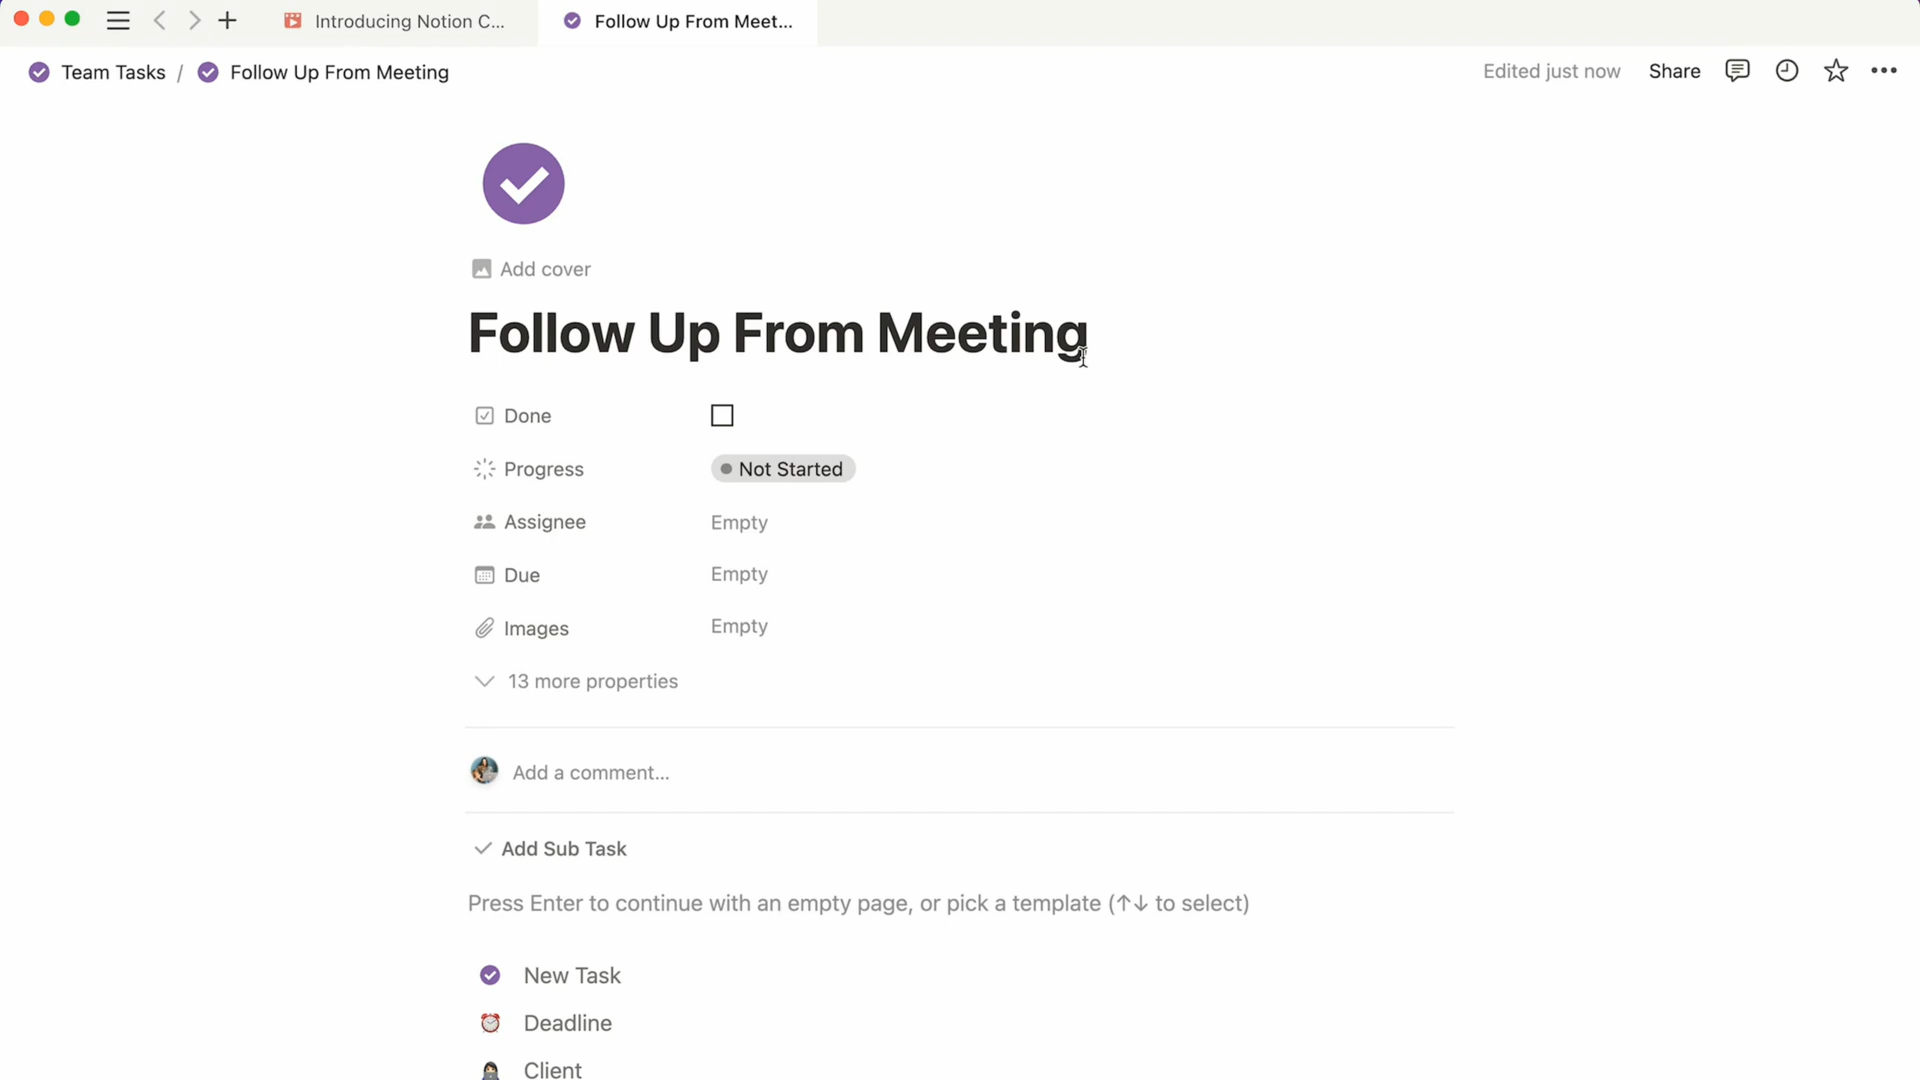 Introducing Notion C...
Follow Up From Meet...
Team Tasks / Follow Up From Meeting
Edited just now
Share
Add cover
Follow Up From Meeting
Done
Progress
Not Started
Assignee
Empty
Due
Empty
Images
Empty
13 more properties
Add a comment...
Add Sub Task
Press Enter to continue with an empty page, or pick a template (↑↓ to select)
New Task
Deadline
Client